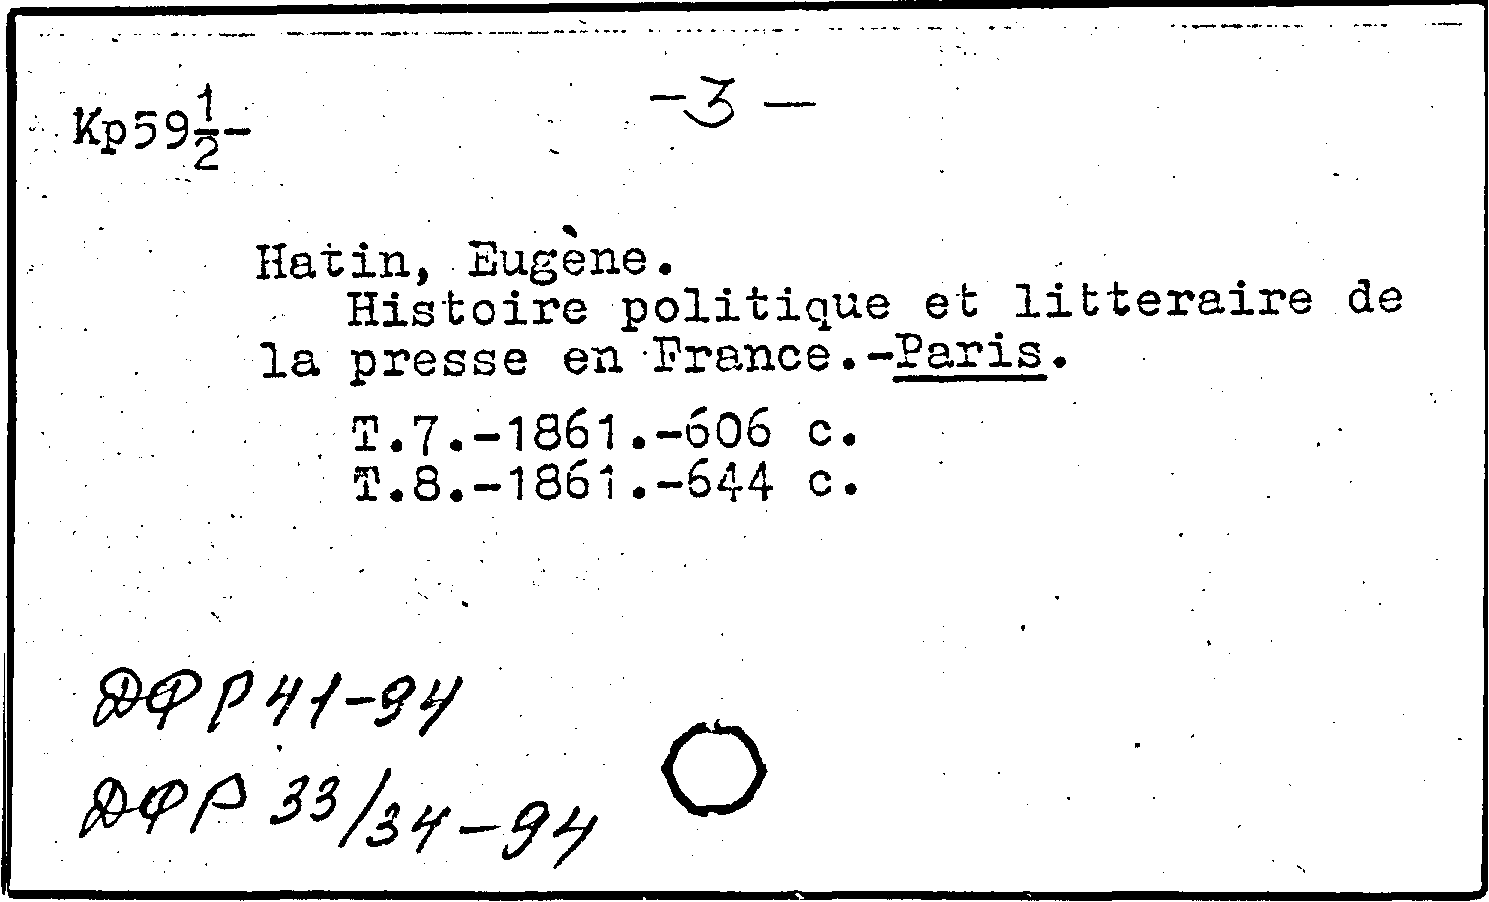 Kp59½-
-3-
Hatin, Eugène.
Histoire politique et litteraire de
la presse en France.-Paris.
T.7.-1861.-606 c.
T.8.-1861.-644 c.
ДФР 41-94
ДФР 33/34-94